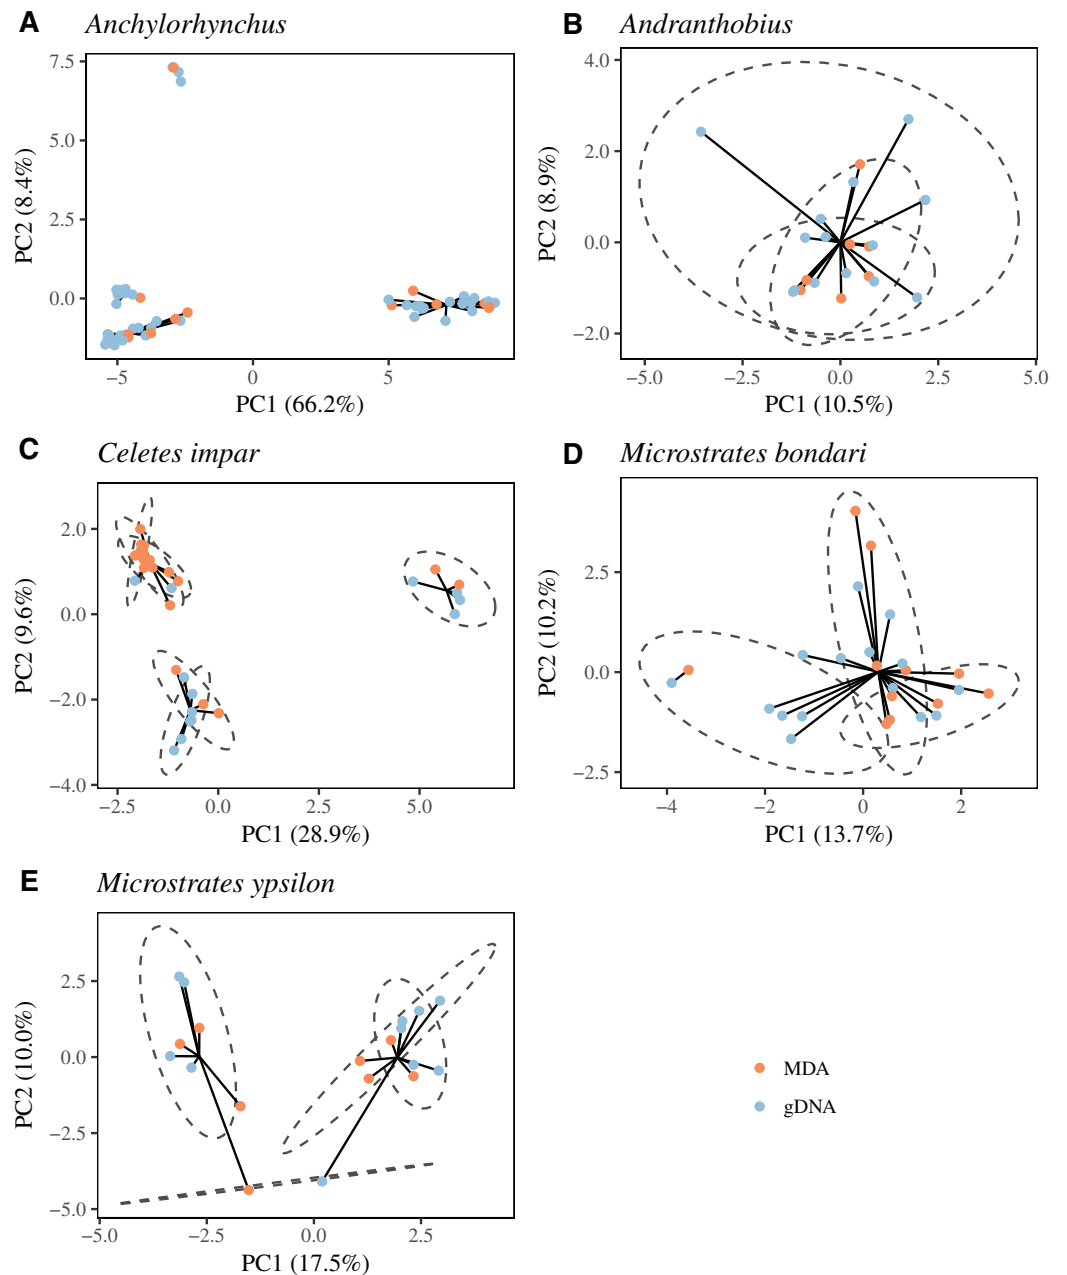 A Anchylorhynchus
7.5
5.0
2.5
0.0
PC2 (8.4%)
−5 0 5
PC1 (66.2%)
B Andranthobius
4.0
2.0
0.0
−2.0
PC2 (8.9%)
−5.0 −2.5 0.0 2.5 5.0
PC1 (10.5%)
C Celetes impar
2.0
0.0
−2.0
−4.0
PC2 (9.6%)
−2.5 0.0 2.5 5.0
PC1 (28.9%)
D Microstrates bondari
2.5
0.0
−2.5
PC2 (10.2%)
−4 −2 0 2
PC1 (13.7%)
E Microstrates ypsilon
2.5
0.0
−2.5
−5.0
PC2 (10.0%)
−5.0 −2.5 0.0 2.5
PC1 (17.5%)
MDA
gDNA